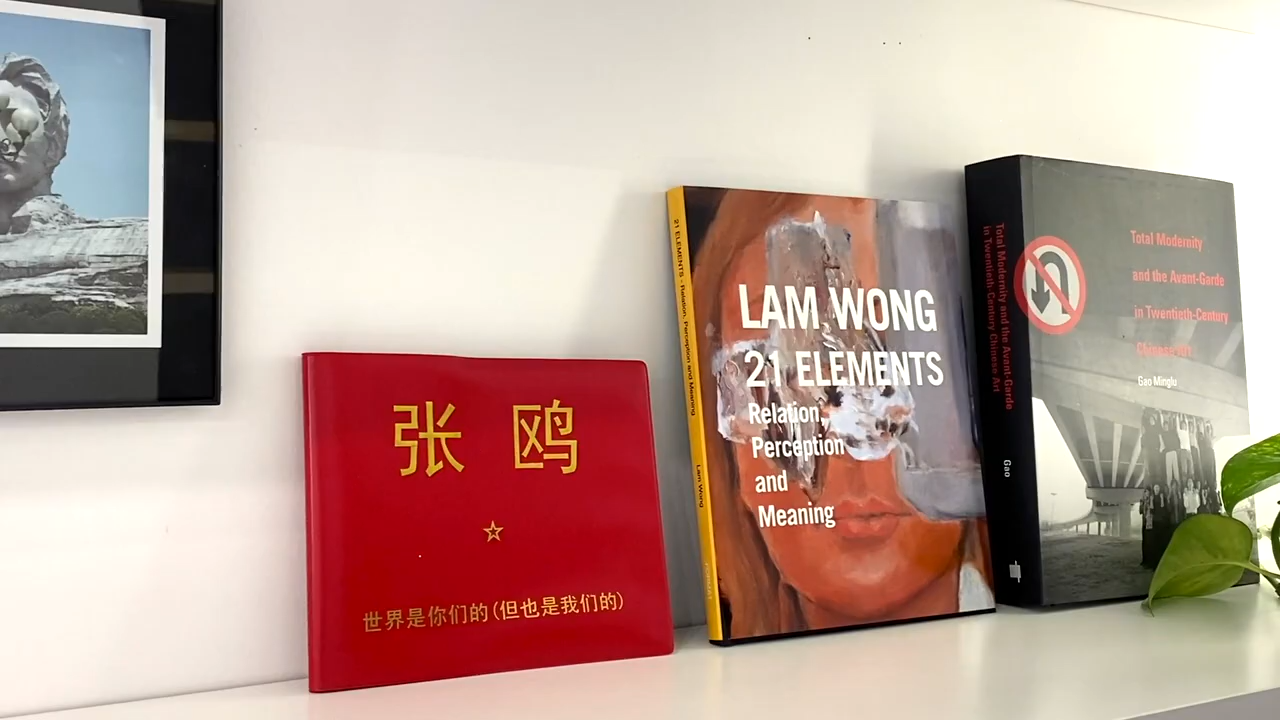 张 鸥
世界是你们的(但也是我们的)
21 ELEMENTS - Relation, Perception and Meaning
Lam Wong
LAM WONG
21 ELEMENTS
Relation,
Perception
and
Meaning
Total Modernity and the Avant-Garde
in Twentieth-Century Chinese Art
Gao
Total Modernity
and the Avant-Garde
in Twentieth-Century
Chinese Art
Gao Minglu